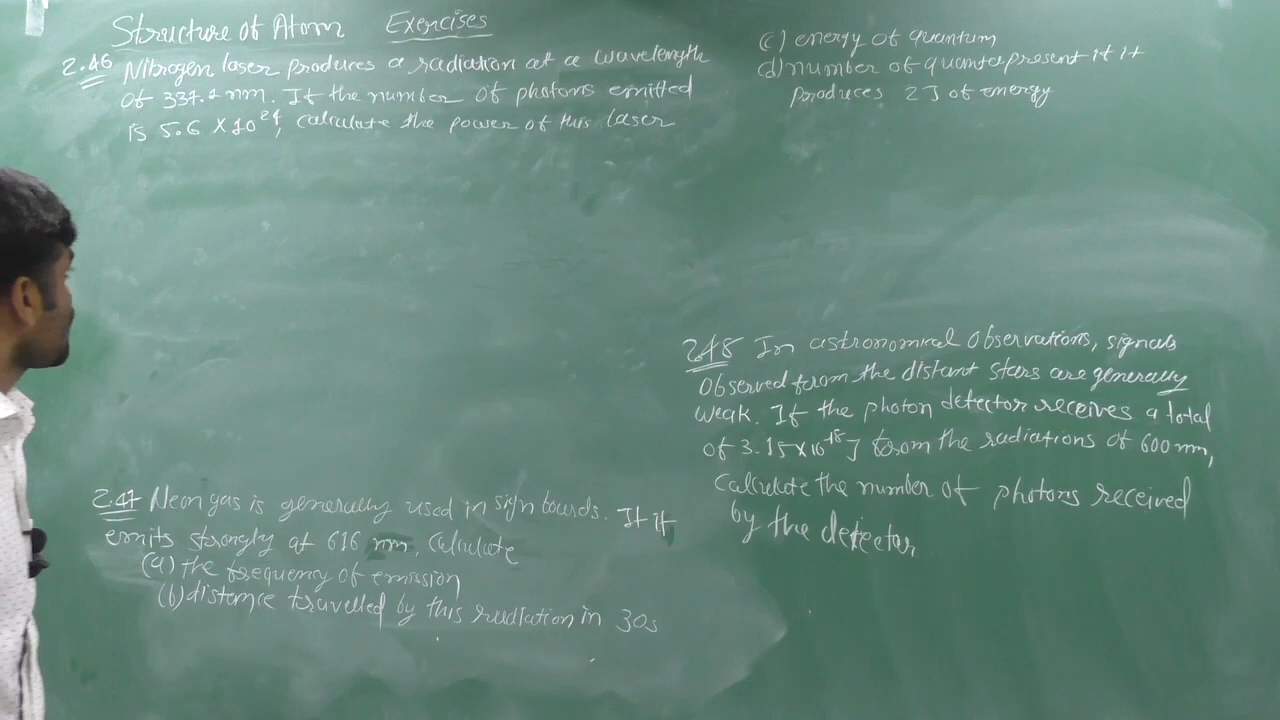 Structure of Atom Exercises
2.46 Nitrogen laser produces a radiation at a wavelength
of 337.1 nm. If the number of photons emitted
is 5.6 X 10²⁴, calculate the power of this laser
2.47 Neon gas is generally used in sign boards. If it
emits strongly at 616 nm, calculate
(a) the frequency of emission
(b) distance travelled by this radiation in 30s
(c) energy of quantum
(d) number of quanta present if it
produces 2J of energy
2.48 In astronomical observations, signals
observed from the distant stars are generally
weak. If the photon detector receives a total
of 3.15 x 10⁻¹⁸ J from the radiations of 600 nm,
calculate the number of photons received
by the detector.